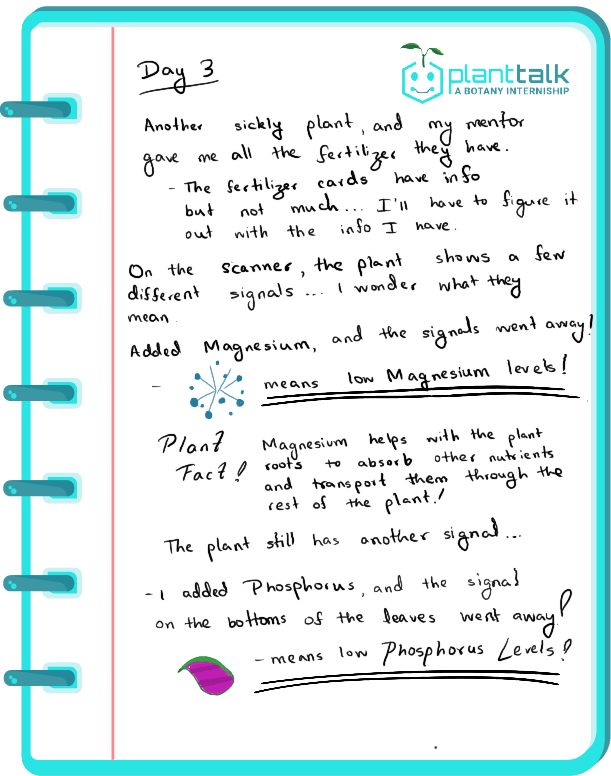 Day 3
planttalk
A BOTANY INTERNISHIP
Another sickly plant, and my mentor
gave me all the fertilizer they have.
- The fertilizer cards have info
but not much... I'll have to figure it
out with the info I have.
On the scanner, the plant shows a few
different signals... I wonder what they
mean.
Added Magnesium, and the signals went away!
- means low Magnesium levels!
Plant
Fact!
Magnesium helps with the plant
roots to absorb other nutrients
and transport them through the
rest of the plant!
The plant still has another signal...
- I added Phosphorus, and the signal
on the bottoms of the leaves went away!
- means low Phosphorus Levels!